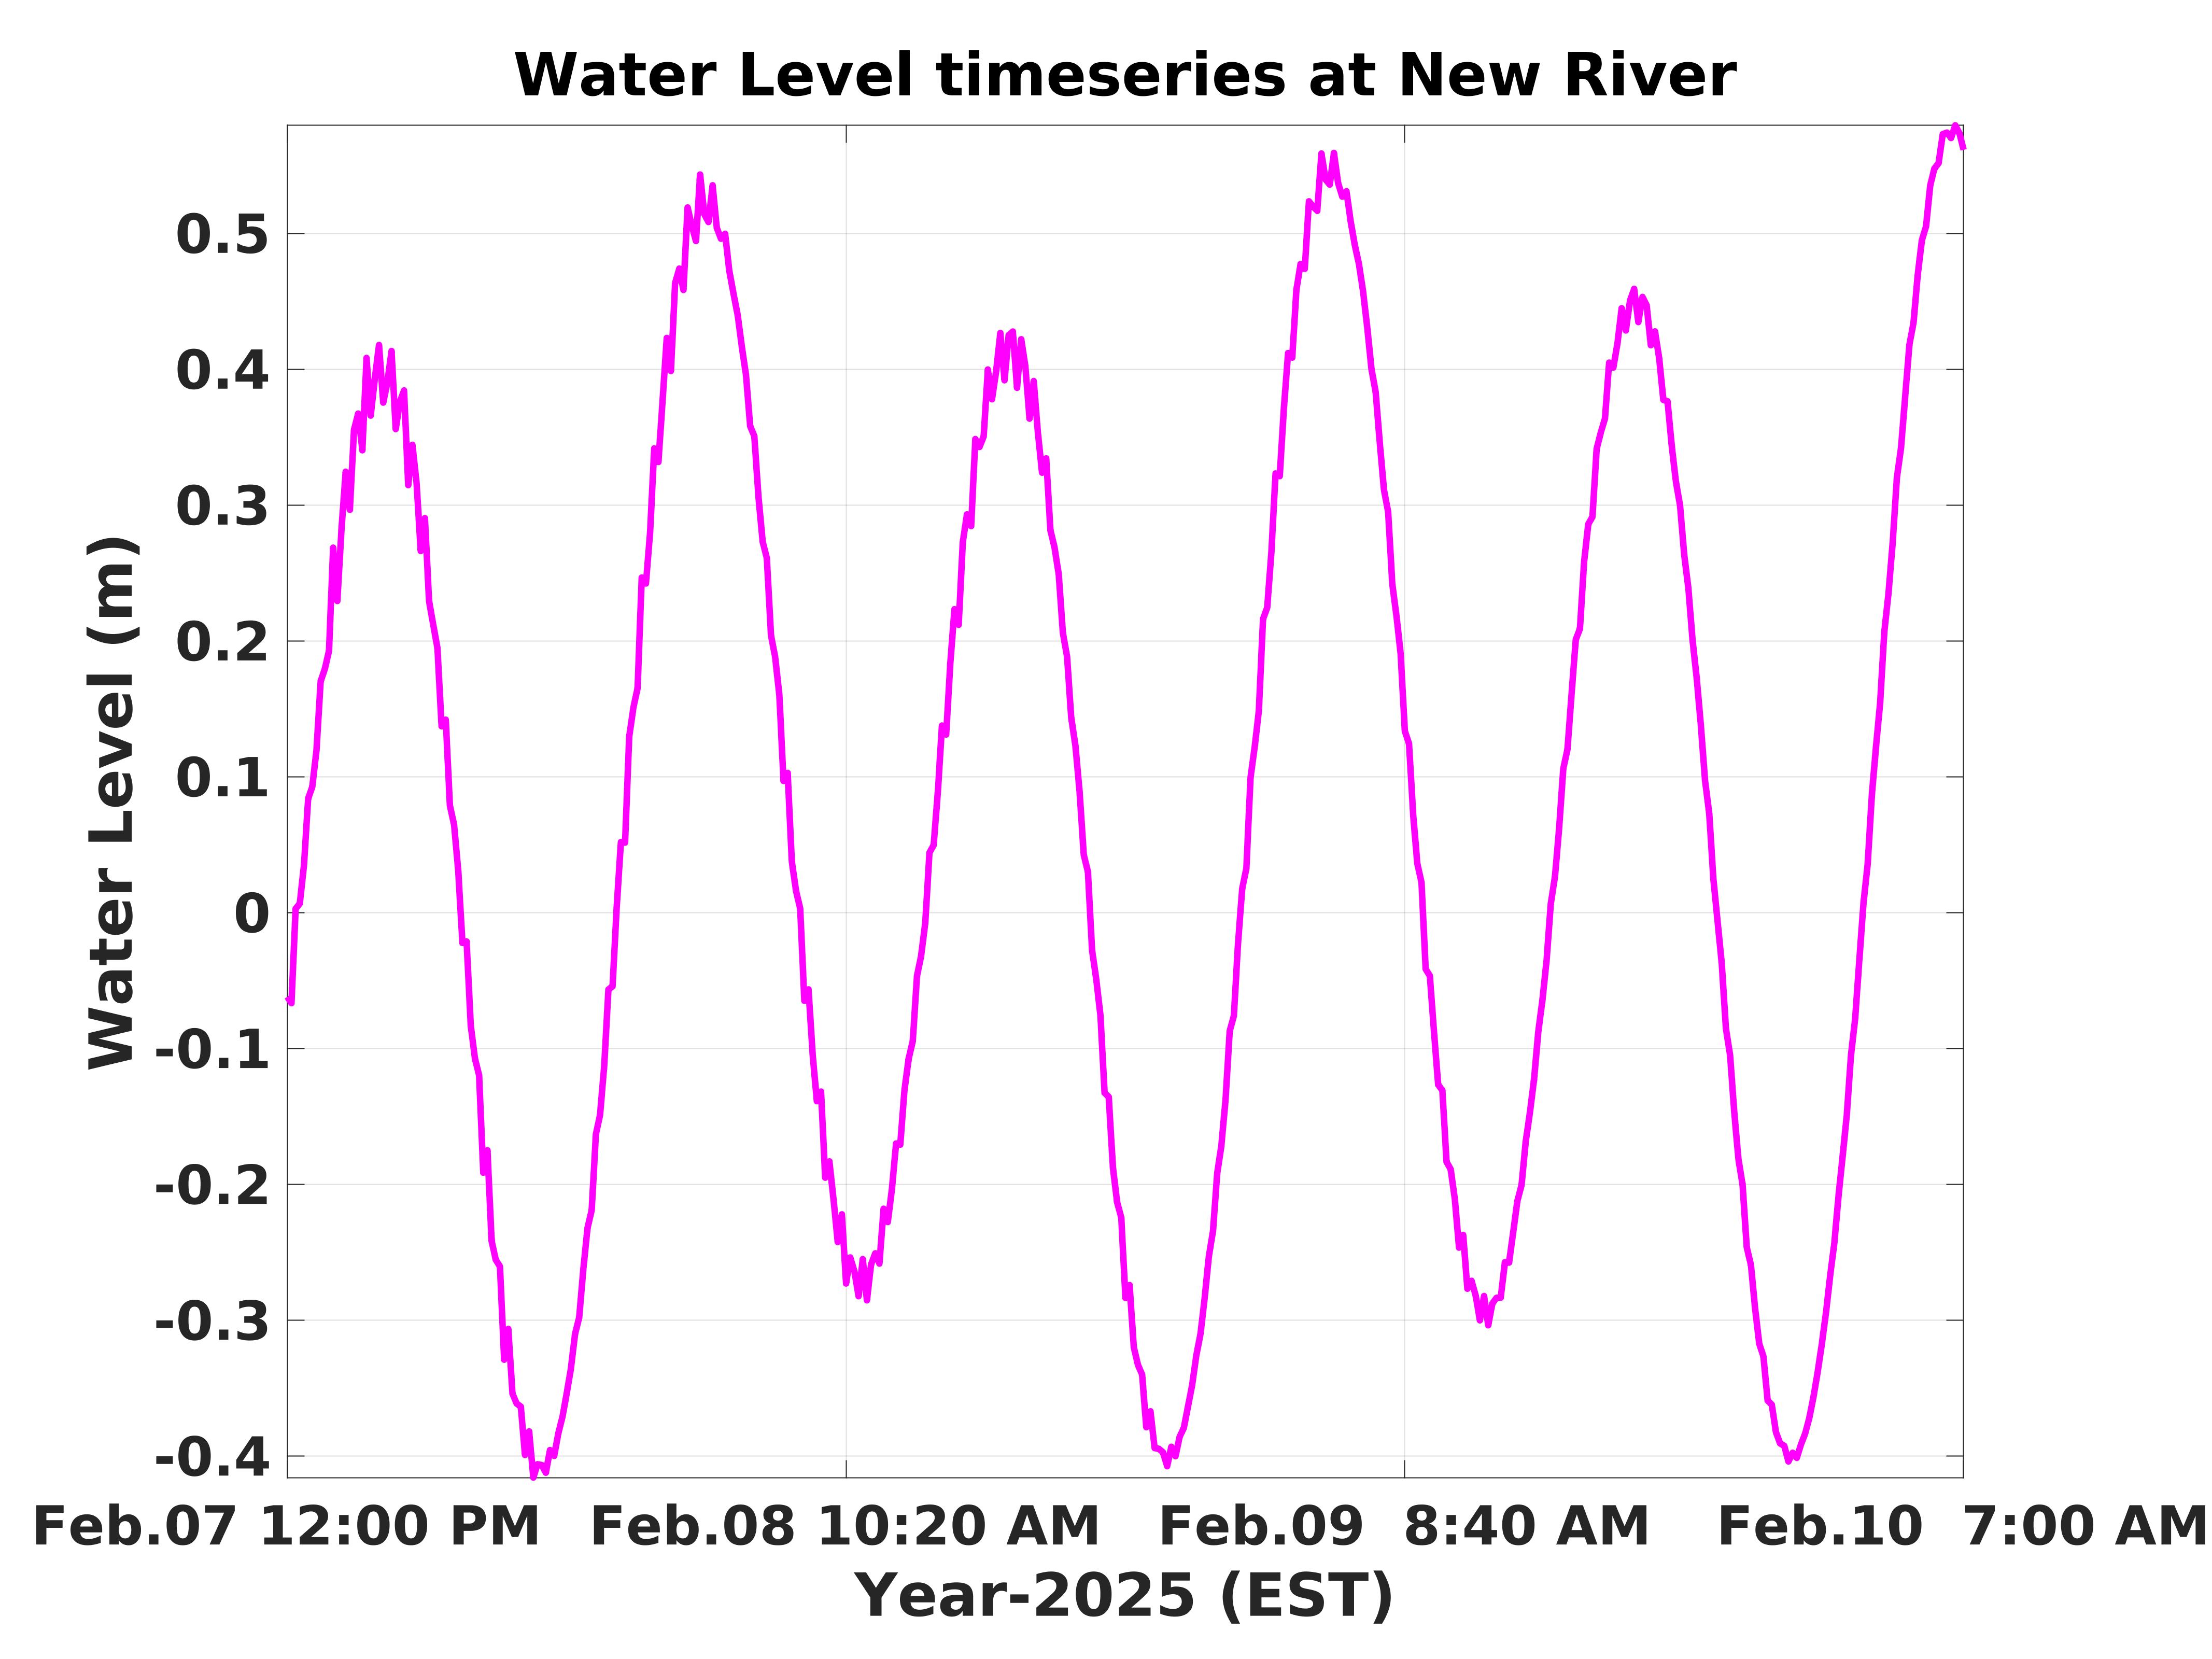 Water Level timeseries at New River
Water Level (m)
0.5
0.4
0.3
0.2
0.1
0
-0.1
-0.2
-0.3
-0.4
Feb.07 12:00 PM Feb.08 10:20 AM Feb.09 8:40 AM Feb.10 7:00 AM
Year-2025 (EST)